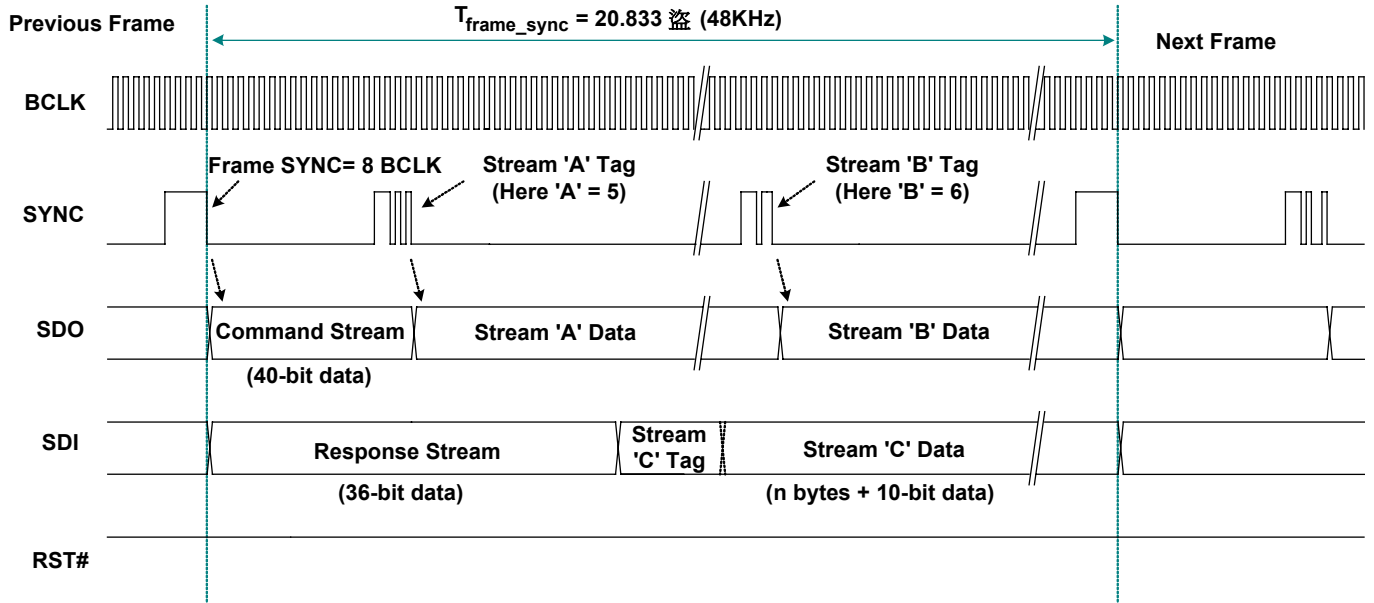 Previous Frame
Tframe_sync = 20.833 盜 (48KHz)
Next Frame
BCLK
Frame SYNC= 8 BCLK
Stream 'A' Tag
(Here 'A' = 5)
Stream 'B' Tag
(Here 'B' = 6)
SYNC
SDO
Command Stream
Stream 'A' Data
Stream 'B' Data
(40-bit data)
SDI
Response Stream
Stream
'C' Tag
Stream 'C' Data
(36-bit data)
(n bytes + 10-bit data)
RST#